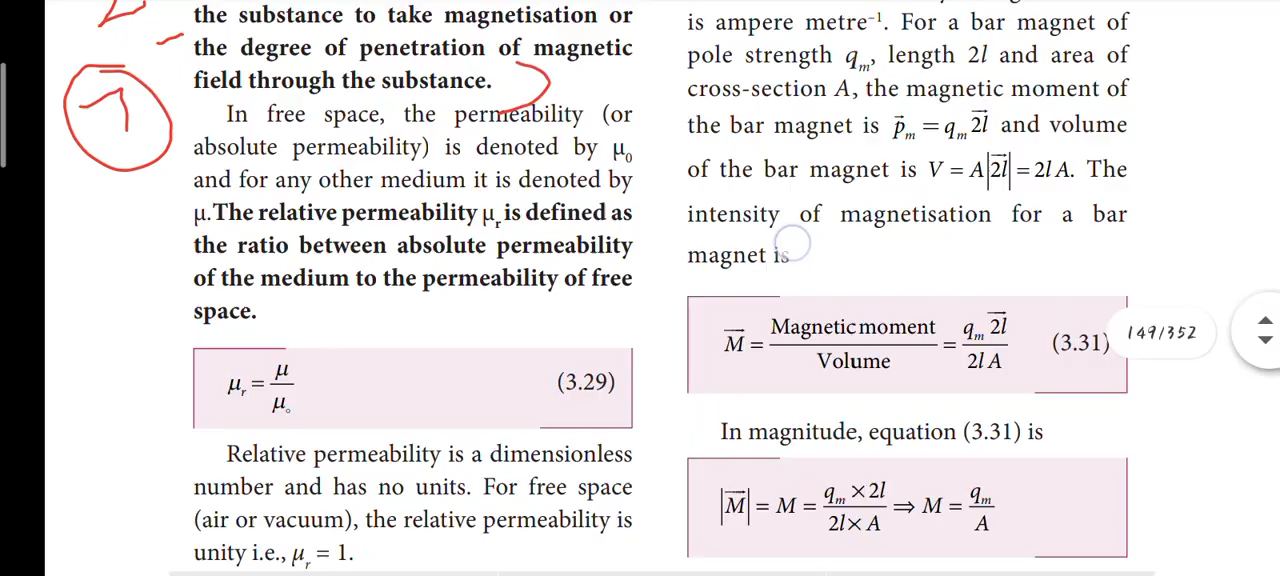 the substance to take magnetisation or
the degree of penetration of magnetic
field through the substance.
In free space, the permeability (or
absolute permeability) is denoted by μ₀
and for any other medium it is denoted by
μ.The relative permeability μᵣ is defined as
the ratio between absolute permeability
of the medium to the permeability of free
space.
μᵣ = μ / μ∘ (3.29)
Relative permeability is a dimensionless
number and has no units. For free space
(air or vacuum), the relative permeability is
unity i.e., μᵣ = 1.
is ampere metre⁻¹. For a bar magnet of
pole strength qₘ, length 2l and area of
cross-section A, the magnetic moment of
the bar magnet is p⃗ₘ = qₘ 2l⃗ and volume
of the bar magnet is V = A|2l⃗| = 2l A. The
intensity of magnetisation for a bar
magnet is
M⃗ = Magnetic moment / Volume = qₘ 2l⃗ / 2l A (3.31)
In magnitude, equation (3.31) is
|M⃗| = M = qₘ × 2l / 2l × A ⇒ M = qₘ / A
149/352